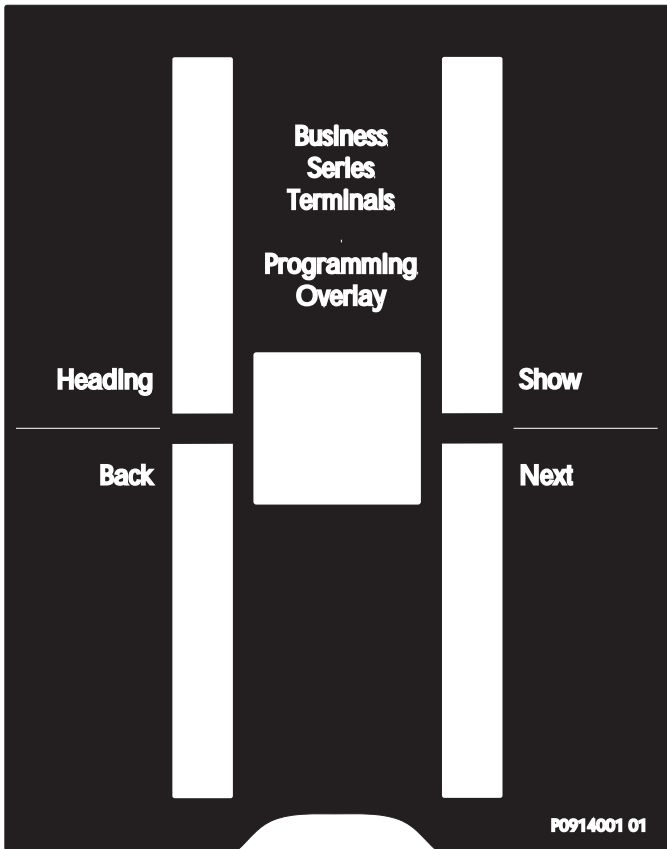 Business
Series
Terminals
Programming
Overlay
Heading
Show
Back
Next
P0914001 01